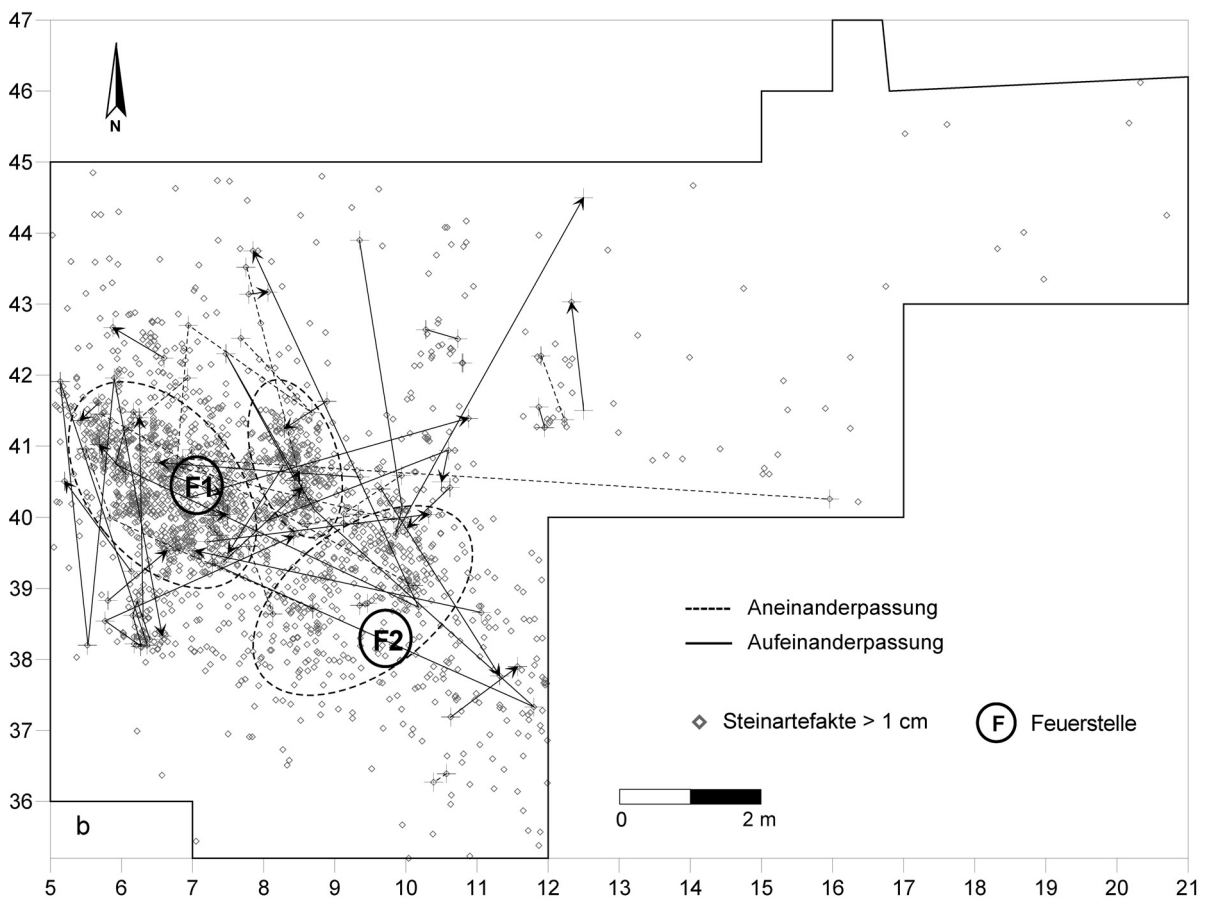 47
46
45
44
43
42
41
40
39
38
37
36
N
F1
F2
Aneinanderpassung
Aufeinanderpassung
Steinartefakte > 1 cm
F
Feuerstelle
0
2 m
b
5 6 7 8 9 10 11 12 13 14 15 16 17 18 19 20 21